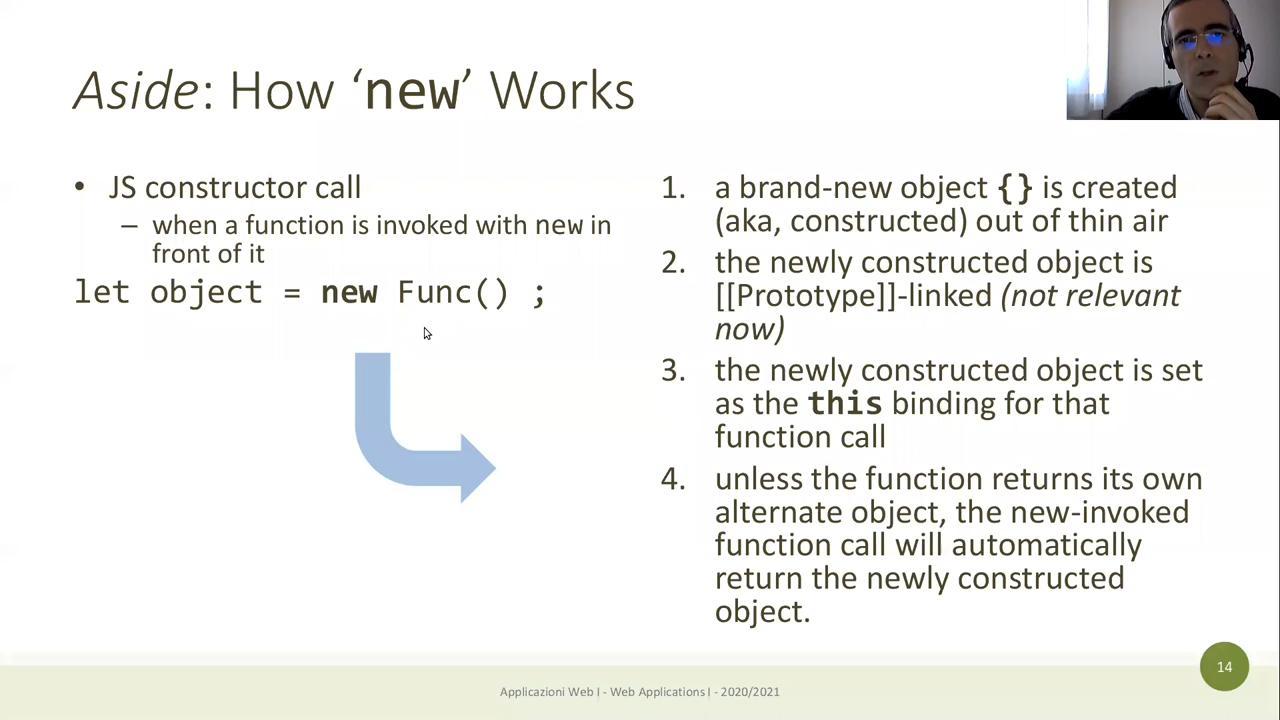 Aside: How ‘new’ Works
• JS constructor call
– when a function is invoked with new in
front of it
let object = new Func() ;
1. a brand-new object {} is created
(aka, constructed) out of thin air
2. the newly constructed object is
[[Prototype]]-linked (not relevant
now)
3. the newly constructed object is set
as the this binding for that
function call
4. unless the function returns its own
alternate object, the new-invoked
function call will automatically
return the newly constructed
object.
14
Applicazioni Web I - Web Applications I - 2020/2021